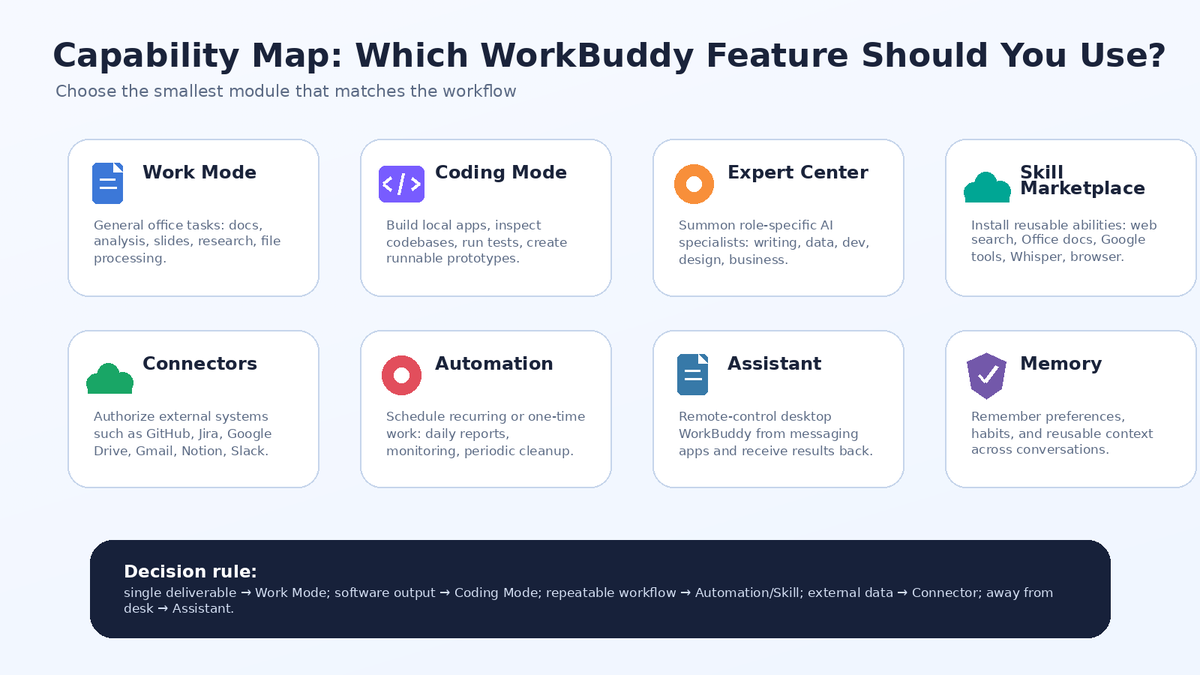 Capability Map: Which WorkBuddy Feature Should You Use?
Choose the smallest module that matches the workflow
Work Mode
General office tasks: docs,
analysis, slides, research, file
processing.
Coding Mode
Build local apps, inspect
codebases, run tests, create
runnable prototypes.
Expert Center
Summon role-specific AI
specialists: writing, data, dev,
design, business.
Skill
Marketplace
Install reusable abilities: web
search, Office docs, Google
tools, Whisper, browser.
Connectors
Authorize external systems
such as GitHub, Jira, Google
Drive, Gmail, Notion, Slack.
Automation
Schedule recurring or one-time
work: daily reports,
monitoring, periodic cleanup.
Assistant
Remote-control desktop
WorkBuddy from messaging
apps and receive results back.
Memory
Remember preferences,
habits, and reusable context
across conversations.
Decision rule:
single deliverable → Work Mode; software output → Coding Mode; repeatable workflow → Automation/Skill; external data → Connector; away from
desk → Assistant.